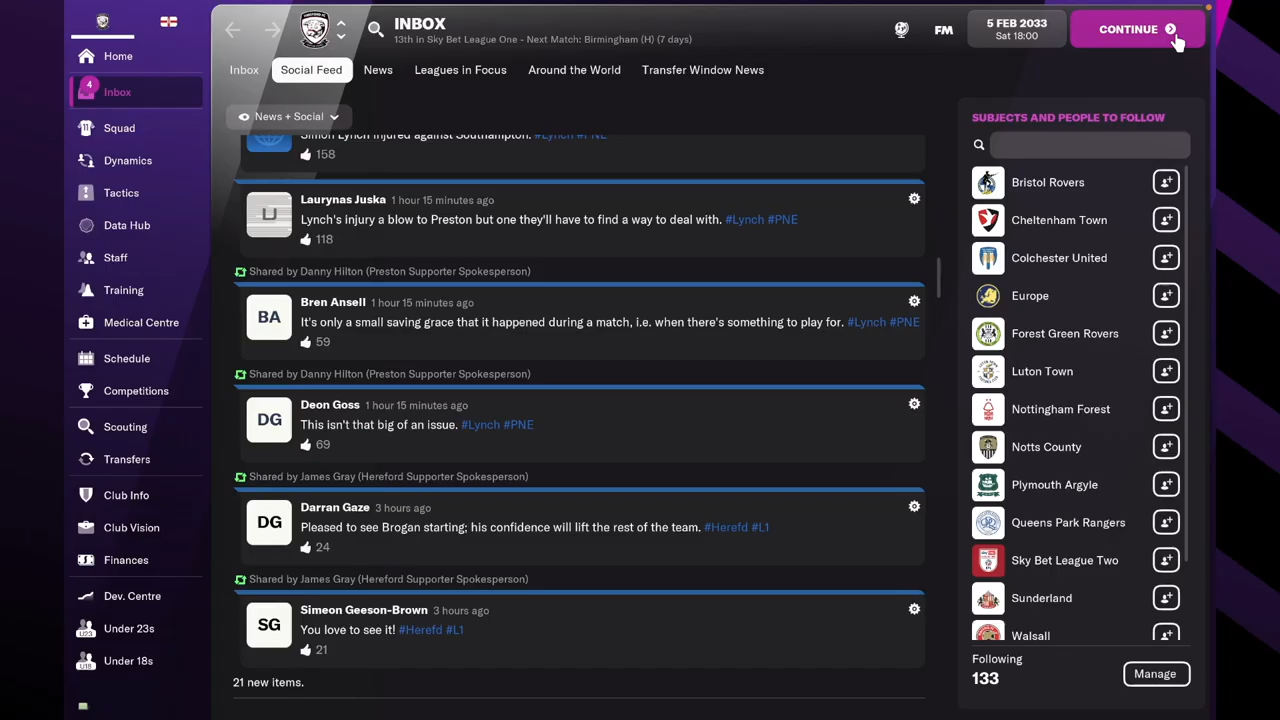 INBOX
13th in Sky Bet League One - Next Match: Birmingham (H) (7 days)
FM
5 FEB 2033
Sat 18:00
CONTINUE
Home
4
Inbox
Squad
Dynamics
Tactics
Data Hub
Staff
Training
Medical Centre
Schedule
Competitions
Scouting
Transfers
Club Info
Club Vision
Finances
Dev. Centre
U23
Under 23s
U18
Under 18s
Inbox
Social Feed
News
Leagues in Focus
Around the World
Transfer Window News
News + Social
Simon Lynch injured against Southampton. #Lynch #PNE
158
LJ
Laurynas Juska 1 hour 15 minutes ago
Lynch's injury a blow to Preston but one they'll have to find a way to deal with. #Lynch #PNE
118
Shared by Danny Hilton (Preston Supporter Spokesperson)
BA
Bren Ansell 1 hour 15 minutes ago
It's only a small saving grace that it happened during a match, i.e. when there's something to play for. #Lynch #PNE
59
Shared by Danny Hilton (Preston Supporter Spokesperson)
DG
Deon Goss 1 hour 15 minutes ago
This isn't that big of an issue. #Lynch #PNE
69
Shared by James Gray (Hereford Supporter Spokesperson)
DG
Darran Gaze 3 hours ago
Pleased to see Brogan starting; his confidence will lift the rest of the team. #Herefd #L1
24
Shared by James Gray (Hereford Supporter Spokesperson)
SG
Simeon Geeson-Brown 3 hours ago
You love to see it! #Herefd #L1
21
21 new items.
SUBJECTS AND PEOPLE TO FOLLOW
Bristol Rovers
Cheltenham Town
Colchester United
Europe
Forest Green Rovers
Luton Town
Nottingham Forest
Notts County
Plymouth Argyle
Queens Park Rangers
Sky Bet League Two
Sunderland
Walsall
Following
133
Manage